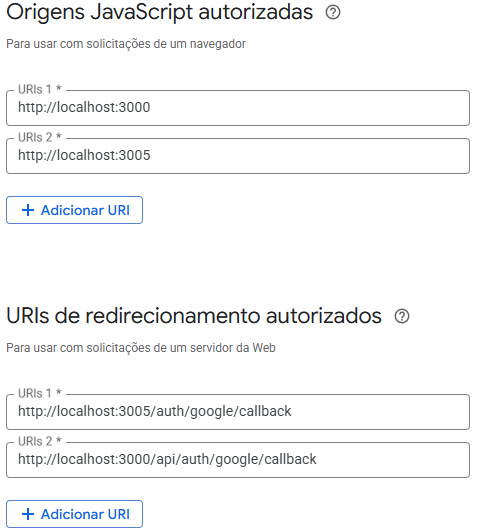 Origens JavaScript autorizadas
Para usar com solicitações de um navegador
URIs 1 *
http://localhost:3000
URIs 2 *
http://localhost:3005
+ Adicionar URI
URIs de redirecionamento autorizados
Para usar com solicitações de um servidor da Web
URIs 1 *
http://localhost:3005/auth/google/callback
URIs 2 *
http://localhost:3000/api/auth/google/callback
+ Adicionar URI